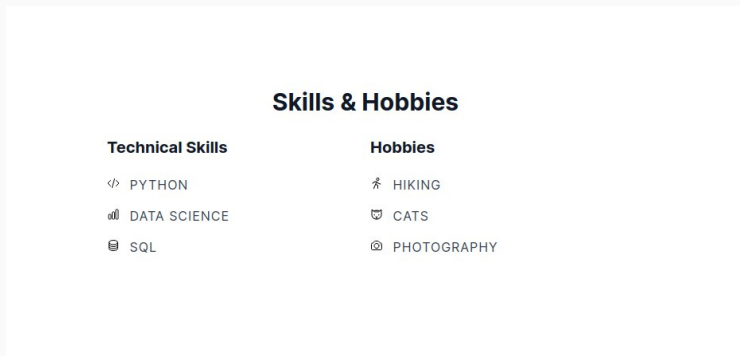 Skills & Hobbies
Technical Skills
PYTHON
DATA SCIENCE
SQL
Hobbies
HIKING
CATS
PHOTOGRAPHY